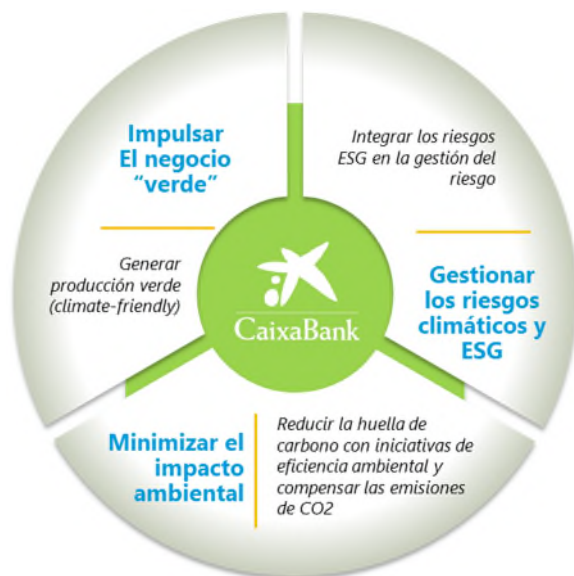 Impulsar
El negocio
“verde”
Generar
producción verde
(climate-friendly)
Integrar los riesgos
ESG en la gestión del
riesgo
Gestionar
los riesgos
climáticos y
ESG
CaixaBank
Minimizar el
impacto
ambiental
Reducir la huella de
carbono con iniciativas de
eficiencia ambiental y
compensar las emisiones
de CO2